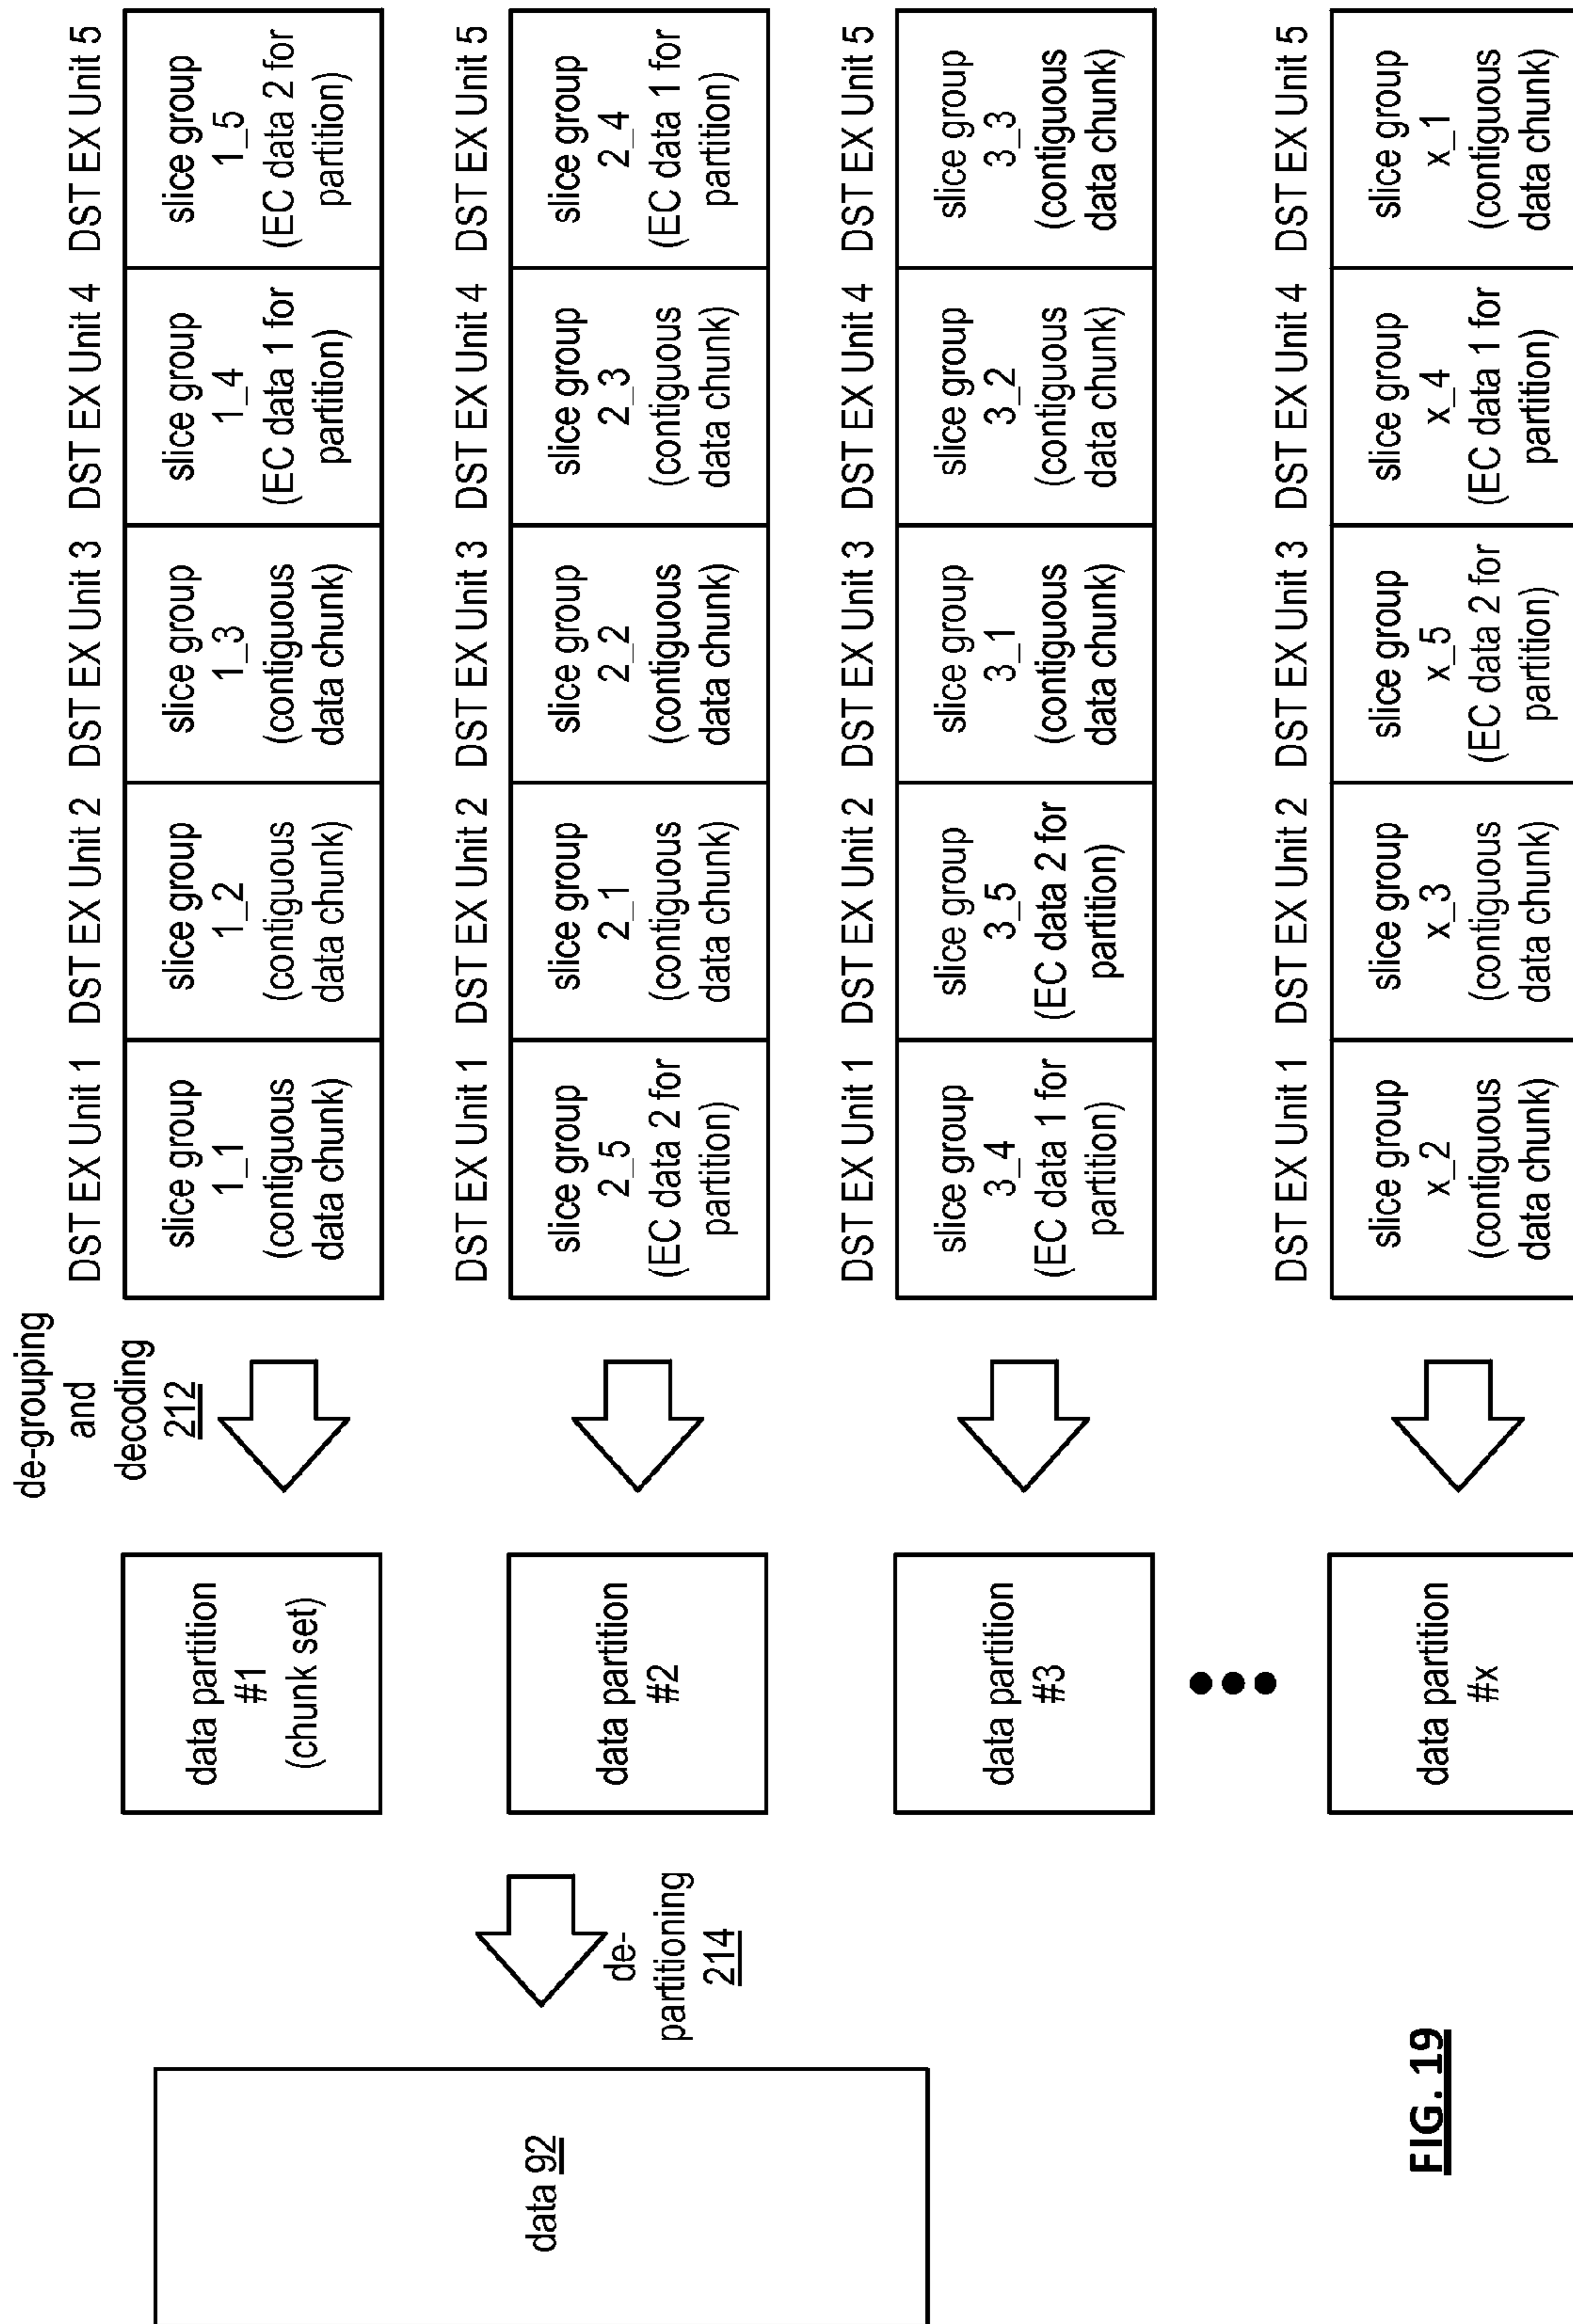 data 92
de-
partitioning
214
data partition
#1
(chunk set)
data partition
#2
data partition
#3
data partition
#x
de-grouping
and
decoding
212
DST EX Unit 1 DST EX Unit 2 DST EX Unit 3 DST EX Unit 4 DST EX Unit 5
slice group
1_1
(contiguous
data chunk)
slice group
1_2
(contiguous
data chunk)
slice group
1_3
(contiguous
data chunk)
slice group
1_4
(EC data 1 for
partition)
slice group
1_5
(EC data 2 for
partition)
DST EX Unit 1 DST EX Unit 2 DST EX Unit 3 DST EX Unit 4 DST EX Unit 5
slice group
2_5
(EC data 2 for
partition)
slice group
2_1
(contiguous
data chunk)
slice group
2_2
(contiguous
data chunk)
slice group
2_3
(contiguous
data chunk)
slice group
2_4
(EC data 1 for
partition)
DST EX Unit 1 DST EX Unit 2 DST EX Unit 3 DST EX Unit 4 DST EX Unit 5
slice group
3_4
(EC data 1 for
partition)
slice group
3_5
(EC data 2 for
partition)
slice group
3_1
(contiguous
data chunk)
slice group
3_2
(contiguous
data chunk)
slice group
3_3
(contiguous
data chunk)
DST EX Unit 1 DST EX Unit 2 DST EX Unit 3 DST EX Unit 4 DST EX Unit 5
slice group
x_2
(contiguous
data chunk)
slice group
x_3
(contiguous
data chunk)
slice group
x_5
(EC data 2 for
partition)
slice group
x_4
(EC data 1 for
partition)
slice group
x_1
(contiguous
data chunk)
FIG. 19